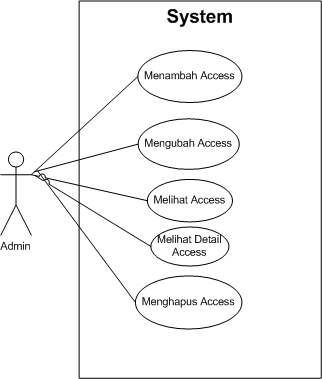 System
Menambah Access
Mengubah Access
Melihat Access
Melihat Detail
Access
Menghapus Access
Admin